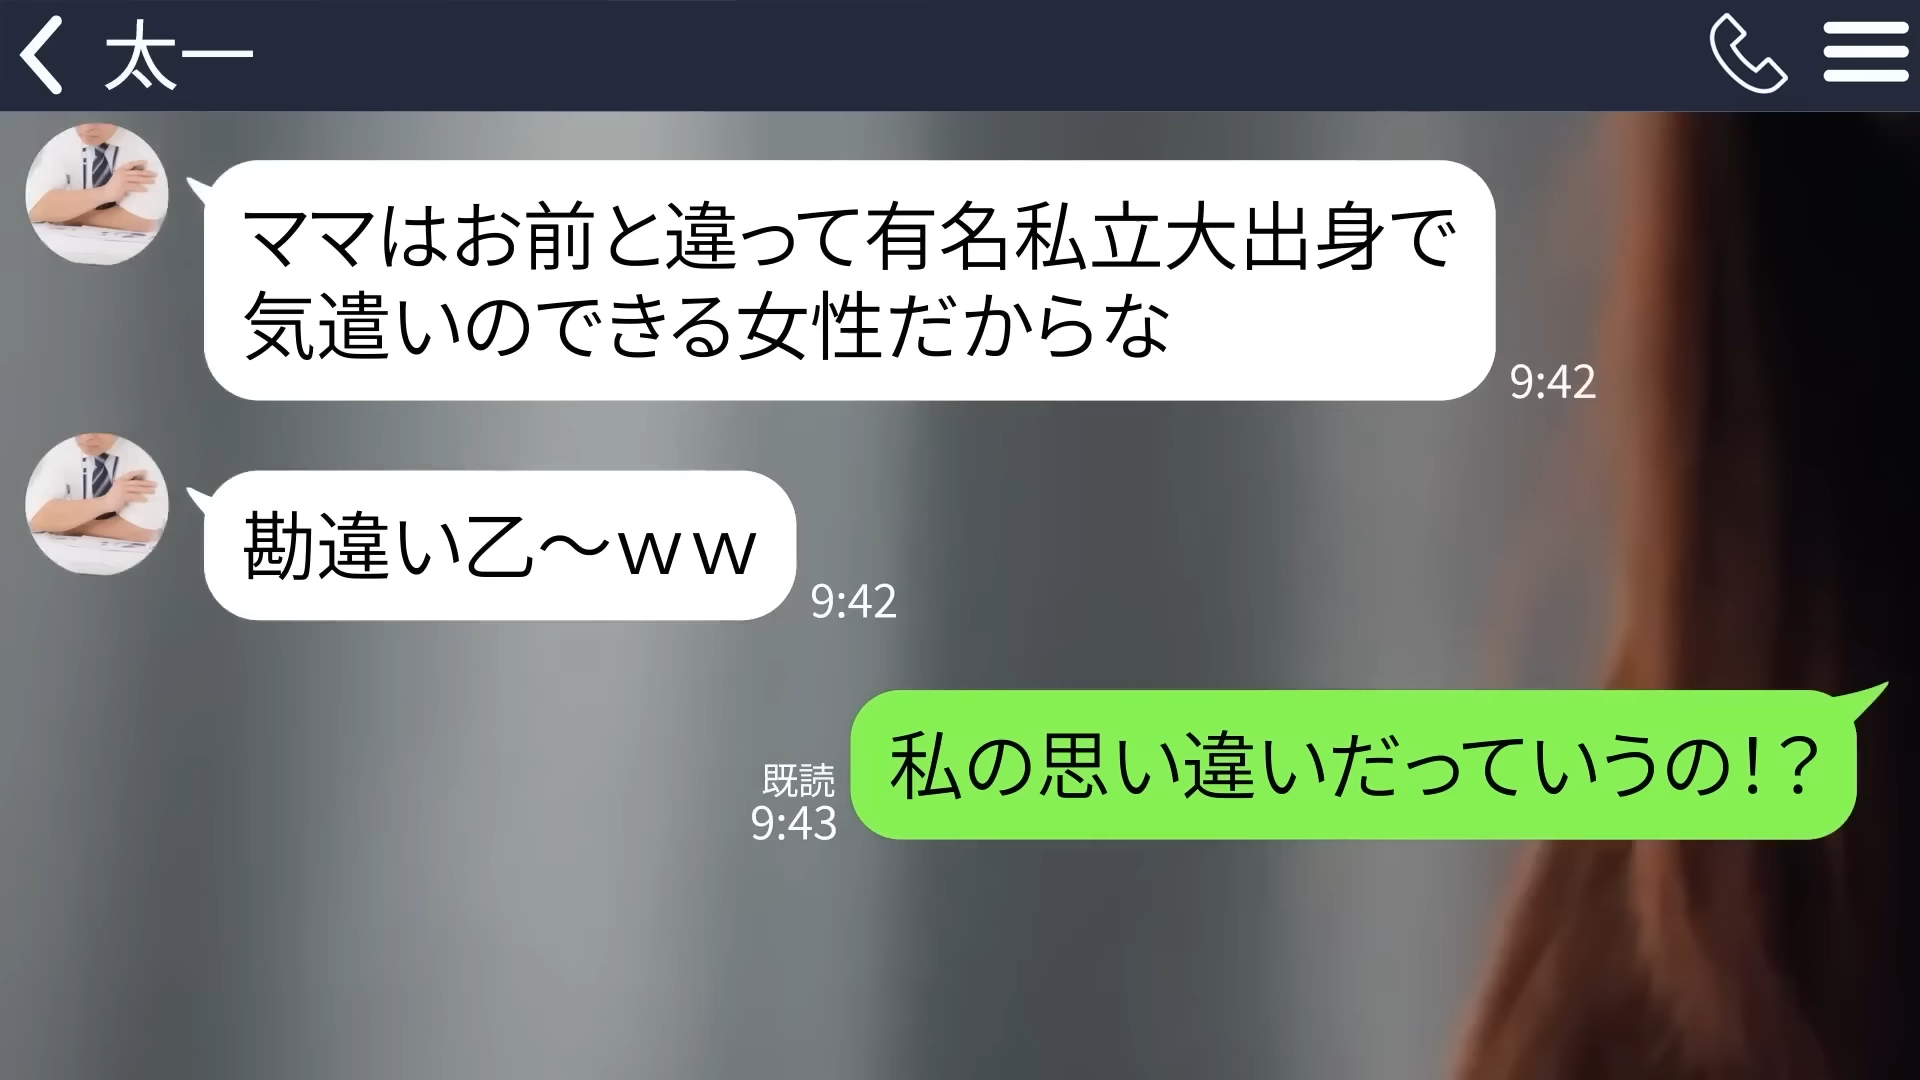 太一
ママはお前と違って有名私立大出身で
気遣いのできる女性だからな
9:42
勘違い乙〜ｗｗ
9:42
私の思い違いだっていうの！？
既読
9:43